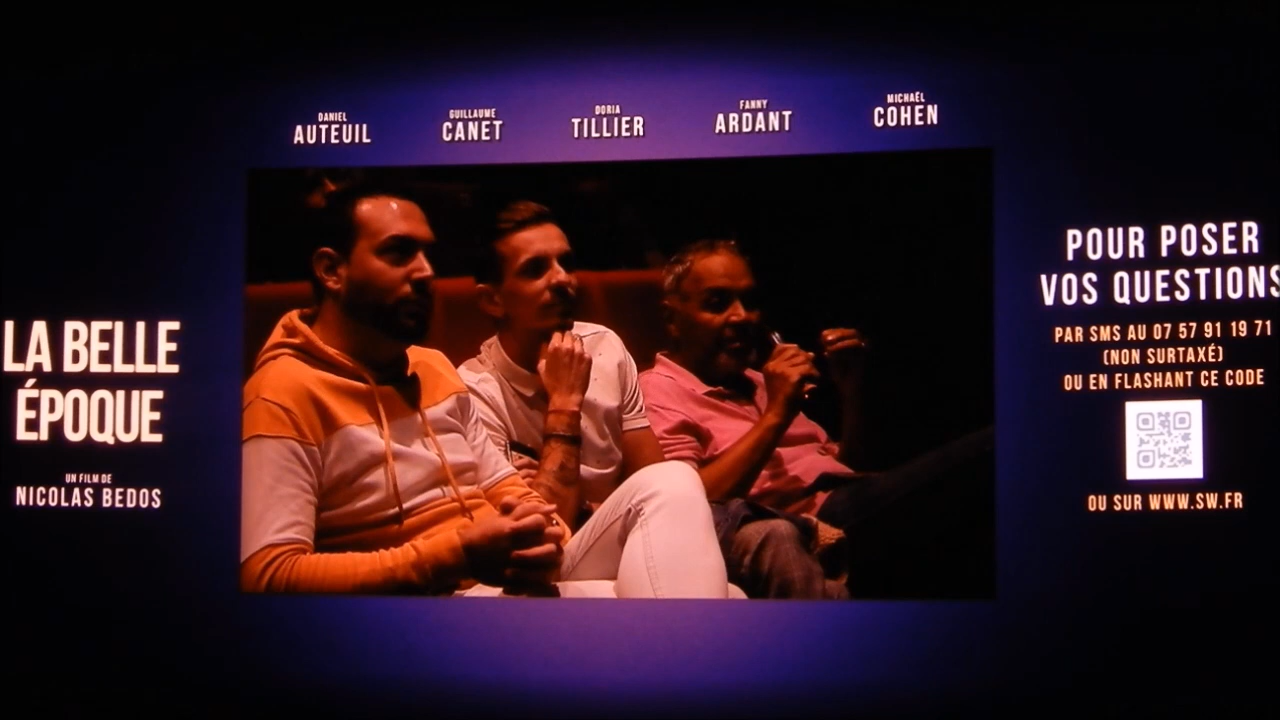 DANIEL
AUTEUIL
GUILLAUME
CANET
DORIA
TILLIER
FANNY
ARDANT
MICHAËL
COHEN
LA BELLE
ÉPOQUE
UN FILM DE
NICOLAS BEDOS
POUR POSER
VOS QUESTIONS
PAR SMS AU 07 57 91 19 71
(NON SURTAXÉ)
OU EN FLASHANT CE CODE
OU SUR WWW.SW.FR